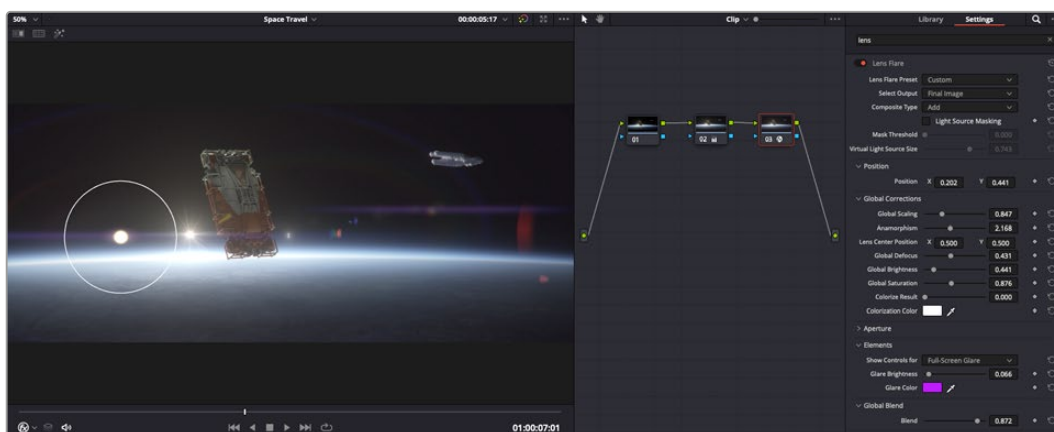 50% Space Travel 00:00:05:17
Clip
Library Settings
lens
Lens Flare
Lens Flare Preset Custom
Select Output Final Image
Composite Type Add
Light Source Masking
Mask Threshold 0.000
Virtual Light Source Size 0.743
Position
Position X 0.202 Y 0.441
Global Corrections
Global Scaling 0.847
Anamorphism 2.168
Lens Center Position X 0.500 Y 0.500
Global Defocus 0.431
Global Brightness 0.441
Global Saturation 0.876
Colorize Result 0.000
Colorization Color
Aperture
Elements
Show Controls for Full-Screen Glare
Glare Brightness 0.066
Glare Color
Global Blend
Blend 0.872
01 02 03
01:00:07:01